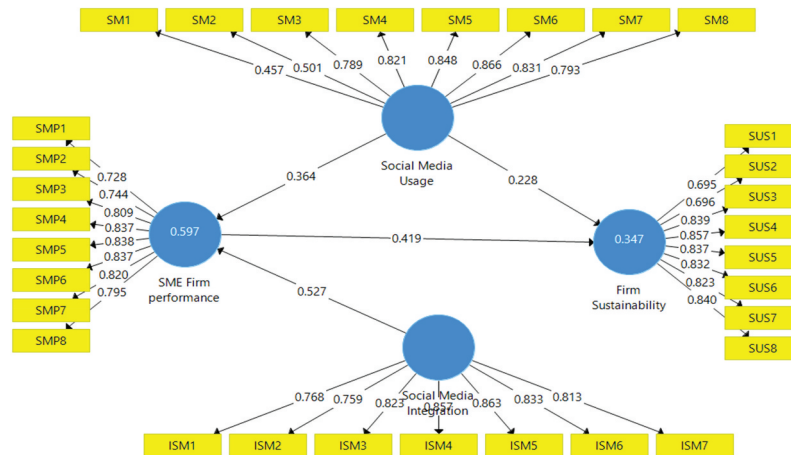 SM1 SM2 SM3 SM4 SM5 SM6 SM7 SM8
0.457 0.501 0.789 0.821 0.848 0.866 0.831 0.793
Social Media
Usage
0.364
0.228
SMP1
SMP2
SMP3
SMP4
SMP5
SMP6
SMP7
SMP8
0.728
0.744
0.809
0.837
0.838
0.837
0.820
0.795
0.597
SME Firm
performance
0.419
0.527
0.347
Firm
Sustainability
0.695
0.696
0.839
0.857
0.837
0.832
0.823
0.840
SUS1
SUS2
SUS3
SUS4
SUS5
SUS6
SUS7
SUS8
Social Media
Integration
0.768 0.759 0.823 0.857 0.863 0.833 0.813
ISM1 ISM2 ISM3 ISM4 ISM5 ISM6 ISM7